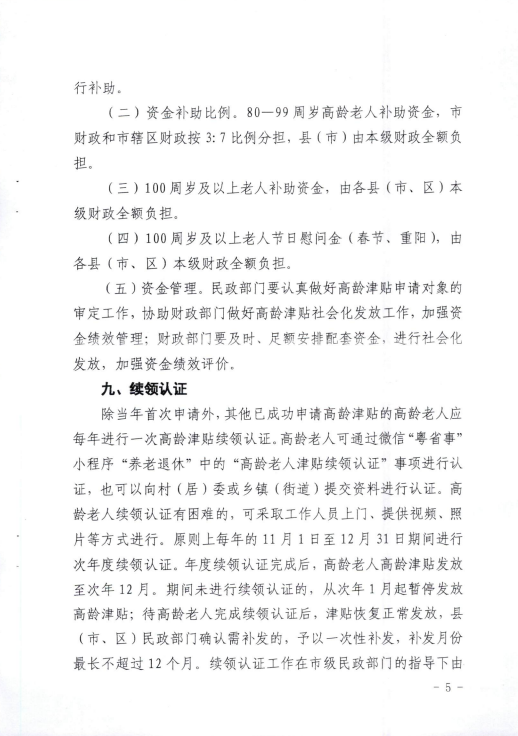 行补助。
（二）资金补助比例。80—99 周岁高龄老人补助资金，市
财政和市辖区财政按 3：7 比例分担，县（市）由本级财政全额负
担。
（三）100 周岁及以上老人补助资金，由各县（市、区）本
级财政全额负担。
（四）100 周岁及以上老人节日慰问金（春节、重阳），由
各县（市、区）本级财政全额负担。
（五）资金管理。民政部门要认真做好高龄津贴申请对象的
审定工作，协助财政部门做好高龄津贴社会化发放工作，加强资
金绩效管理；财政部门要及时、足额安排配套资金，进行社会化
发放，加强资金绩效评价。
九、续领认证
除当年首次申请外，其他已成功申请高龄津贴的高龄老人应
每年进行一次高龄津贴续领认证。高龄老人可通过微信“粤省事”
小程序“养老退休”中的“高龄老人津贴续领认证”事项进行认
证，也可以向村（居）委或乡镇（街道）提交资料进行认证。高
龄老人续领认证有困难的，可采取工作人员上门、提供视频、照
片等方式进行。原则上每年的 11 月 1 日至 12 月 31 日期间进行
次年度续领认证。年度续领认证完成后，高龄老人高龄津贴发放
至次年 12 月。期间未进行续领认证的，从次年 1 月起暂停发放
高龄津贴；待高龄老人完成续领认证后，津贴恢复正常发放，县
（市、区）民政部门确认需补发的，予以一次性补发，补发月份
最长不超过 12 个月。续领认证工作在市级民政部门的指导下由
- 5 -